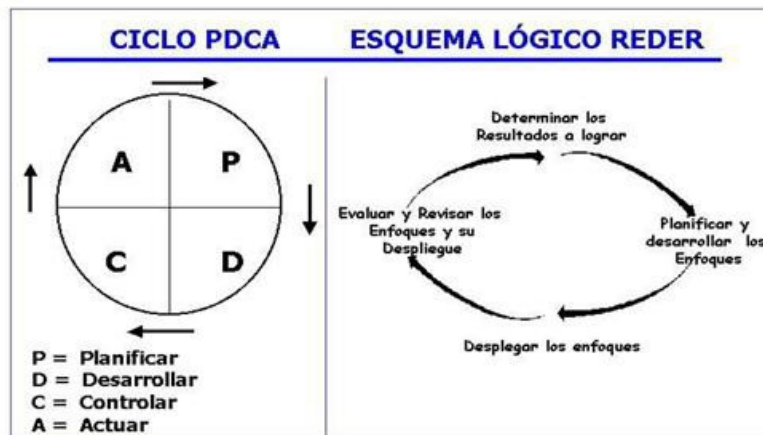 CICLO PDCA
A
P
C
D
P = Planificar
D = Desarrollar
C = Controlar
A = Actuar
ESQUEMA LÓGICO REDER
Determinar los
Resultados a lograr
Planificar y
desarrollar los
Enfoques
Desplegar los enfoques
Evaluar y Revisar los
Enfoques y su
Despliegue